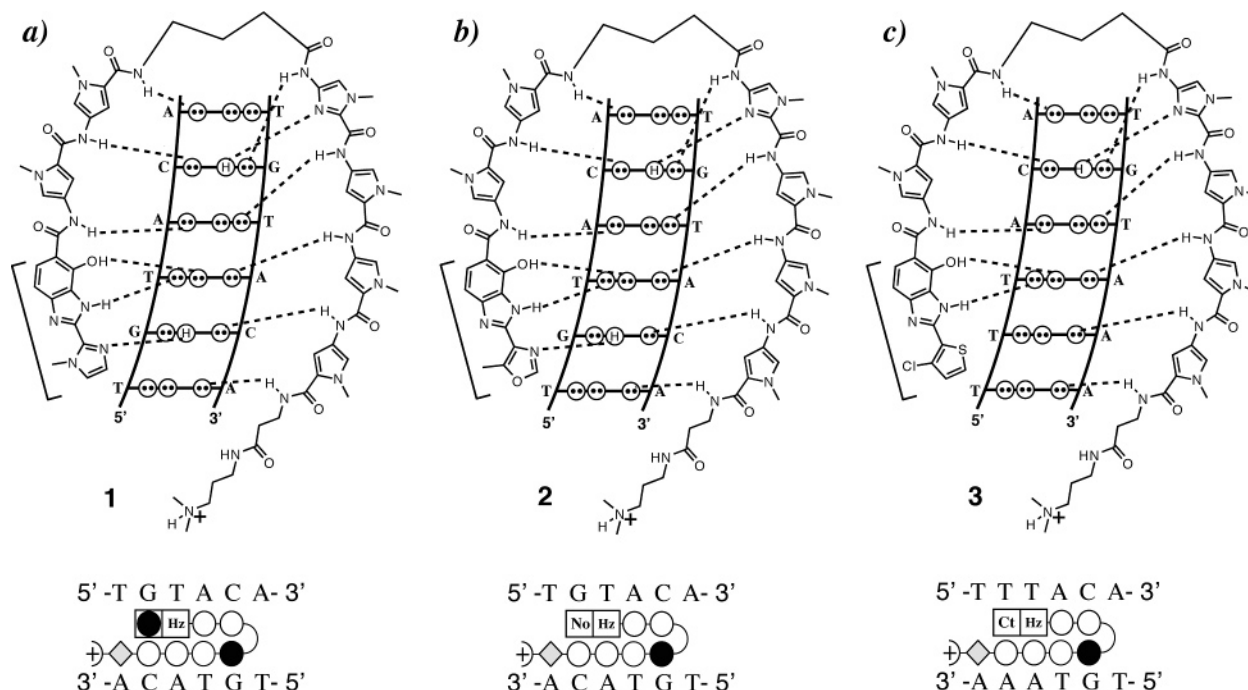 a) b) c)
A T A T A T
C H G C H G C H G
A T A T A T
OH T A OH T A OH T A
G H C G H C T A
T A T A T A
5' 3' 5' 3' 5' 3'
1 2 3
5' -T G T A C A- 3' 5' -T G T A C A- 3' 5' -T T T A C A- 3'
Hz No Hz Ct Hz
+ + +
3' -A C A T G T- 5' 3' -A C A T G T- 5' 3' -A A A T G T- 5'